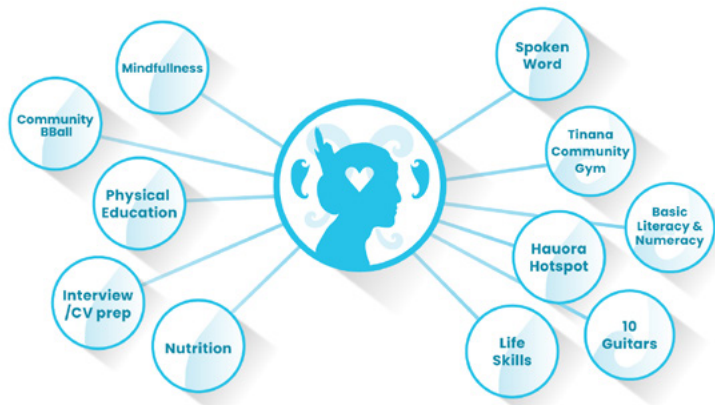 Mindfullness
Community
BBall
Physical
Education
Interview
/CV prep
Nutrition
Spoken
Word
Tinana
Community
Gym
Basic
Literacy &
Numeracy
Hauora
Hotspot
10
Guitars
Life
Skills